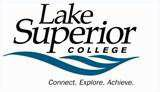 Lake
Superior
COLLEGE
Connect. Explore. Achieve.